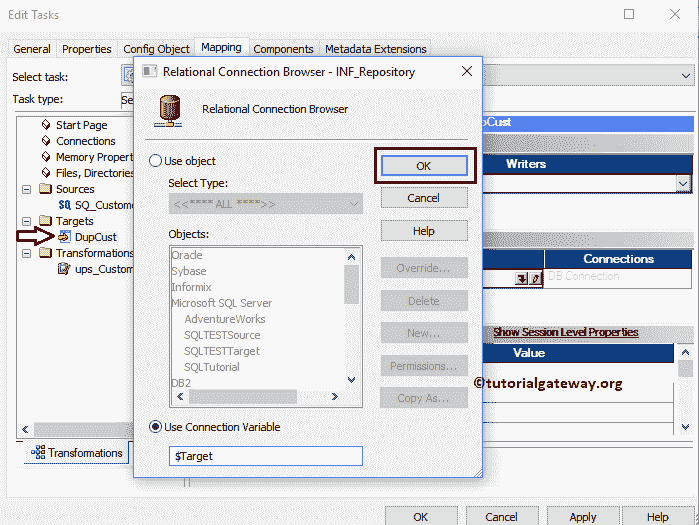 Edit Tasks
General Properties Config Object Mapping Components Metadata Extensions
Select task:
Task type: Se
Start Page
Connections
Memory Propert
Files, Directories
Sources
SQ_Custome
Targets
DupCust
Transformations
ups_Custom
Transformations
Relational Connection Browser - INF_Repository
Relational Connection Browser
Use object
Select Type:
<<**** ALL ****>>
Objects:
Oracle
Sybase
Informix
Microsoft SQL Server
AdventureWorks
SQLTESTSource
SQLTESTTarget
SQLTutorial
DB2
Use Connection Variable
$Target
OK
Cancel
Help
Override...
Delete
New...
Permissions...
Copy As...
pCust
Writers
Connections
DB Connection
Show Session Level Properties
Value
©tutorialgateway.org
OK Cancel Apply Help